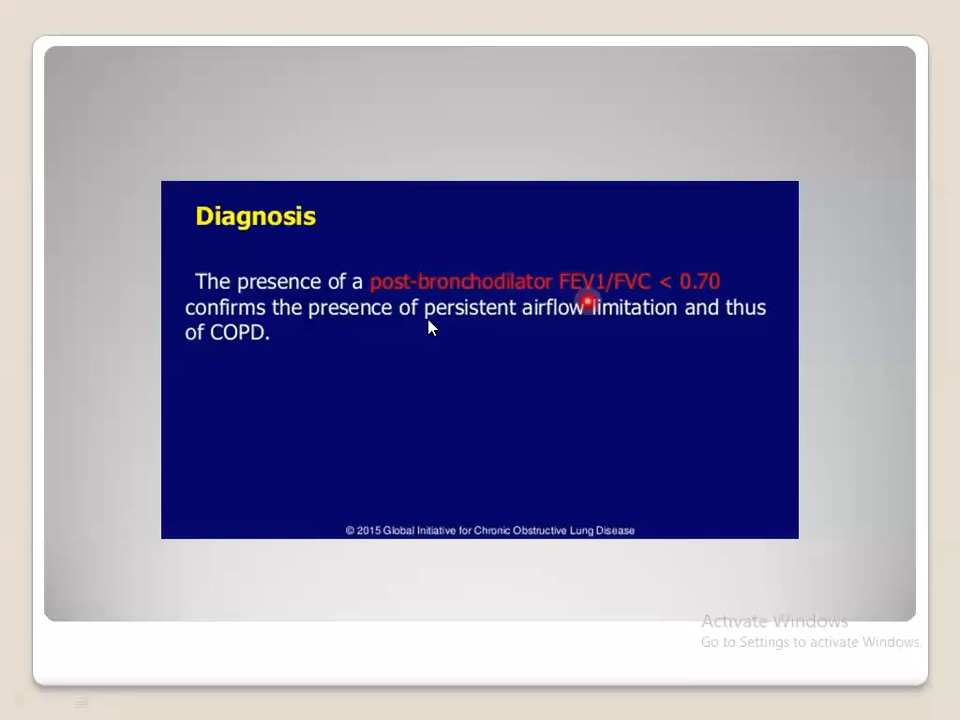 Diagnosis
The presence of a post-bronchodilator FEV1/FVC < 0.70
confirms the presence of persistent airflow limitation and thus
of COPD.
© 2015 Global Initiative for Chronic Obstructive Lung Disease
Activate Windows
Go to Settings to activate Windows.